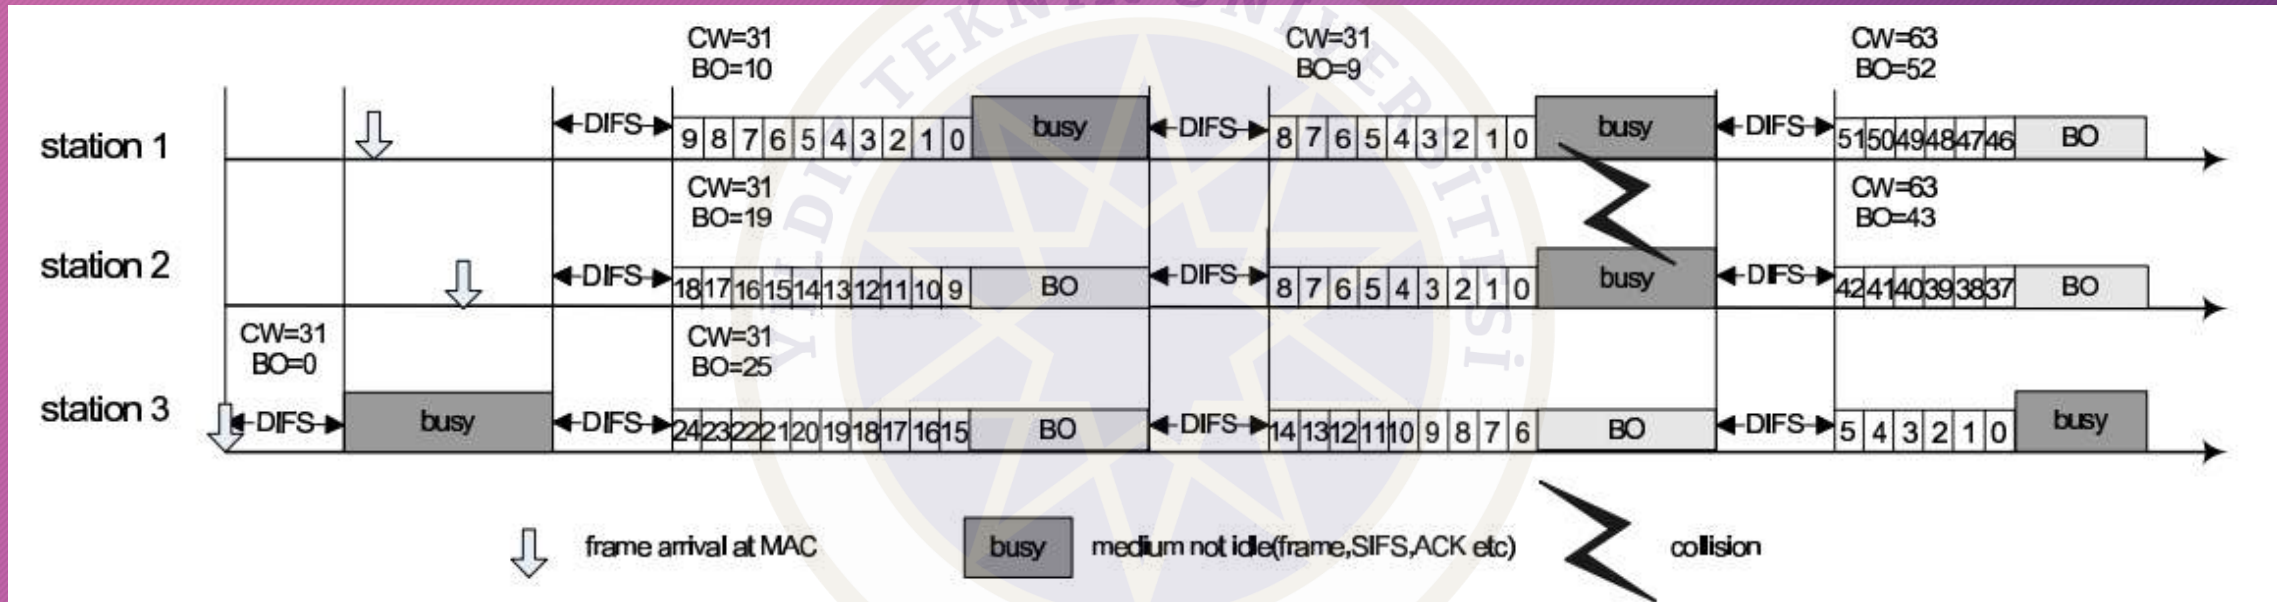 YILDIZ TEKNİK ÜNİVERSİTESİ
CW=31
BO=10
CW=31
BO=9
CW=63
BO=52
station 1
DIFS
9 8 7 6 5 4 3 2 1 0
busy
DIFS
8 7 6 5 4 3 2 1 0
busy
DIFS
51 50 49 48 47 46
BO
CW=31
BO=19
CW=63
BO=43
station 2
DIFS
18 17 16 15 14 13 12 11 10 9
BO
DIFS
8 7 6 5 4 3 2 1 0
busy
DIFS
42 41 40 39 38 37
BO
CW=31
BO=0
CW=31
BO=25
station 3
DIFS
busy
DIFS
24 23 22 21 20 19 18 17 16 15
BO
DIFS
14 13 12 11 10 9 8 7 6
BO
DIFS
5 4 3 2 1 0
busy
frame arrival at MAC
busy
medium not idle(frame,SIFS,ACK etc)
collision